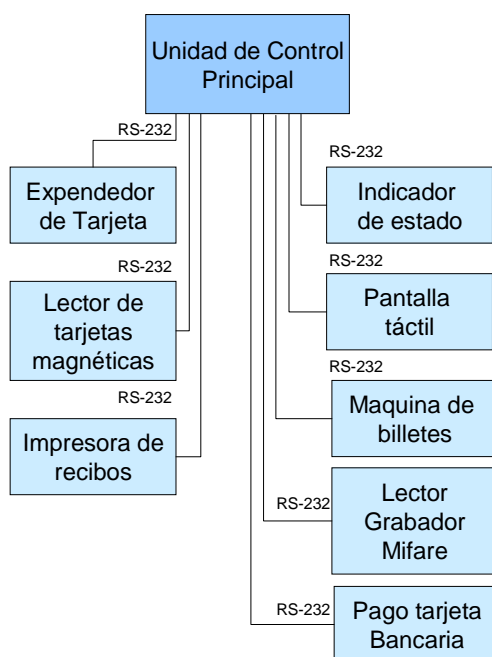 Unidad de Control
Principal
RS-232
Expendedor
de Tarjeta
RS-232
Lector de
tarjetas
magnéticas
RS-232
Impresora de
recibos
RS-232
Indicador
de estado
RS-232
Pantalla
táctil
RS-232
Maquina de
billetes
RS-232
Lector
Grabador
Mifare
RS-232
Pago tarjeta
Bancaria